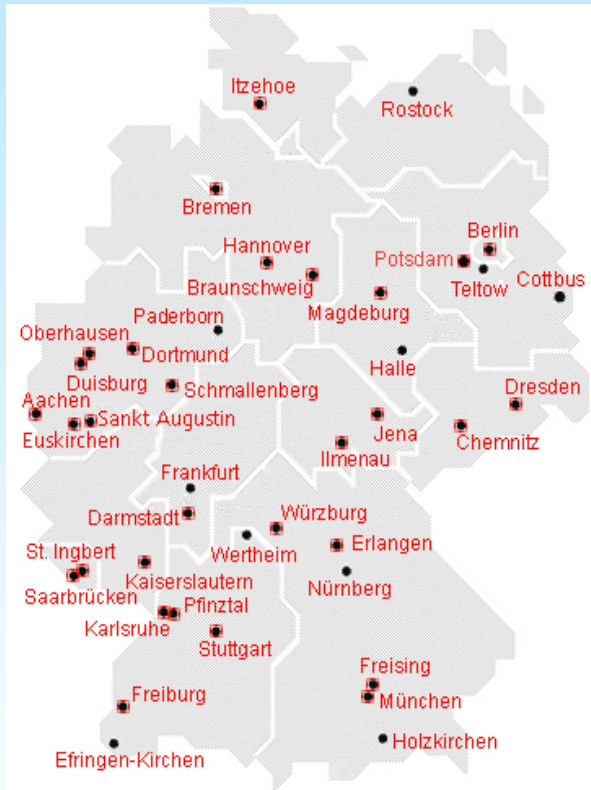 Itzehoe
Rostock
Bremen
Berlin
Hannover
Potsdam
Braunschweig
Teltow
Cottbus
Magdeburg
Paderborn
Oberhausen
Dortmund
Halle
Duisburg
Schmallenberg
Dresden
Aachen
Sankt Augustin
Jena
Euskirchen
Chemnitz
Ilmenau
Frankfurt
Darmstadt
Würzburg
Erlangen
Wertheim
St. Ingbert
Kaiserslautern
Nürnberg
Saarbrücken
Pfinztal
Karlsruhe
Stuttgart
Freising
Freiburg
München
Holzkirchen
Efringen-Kirchen